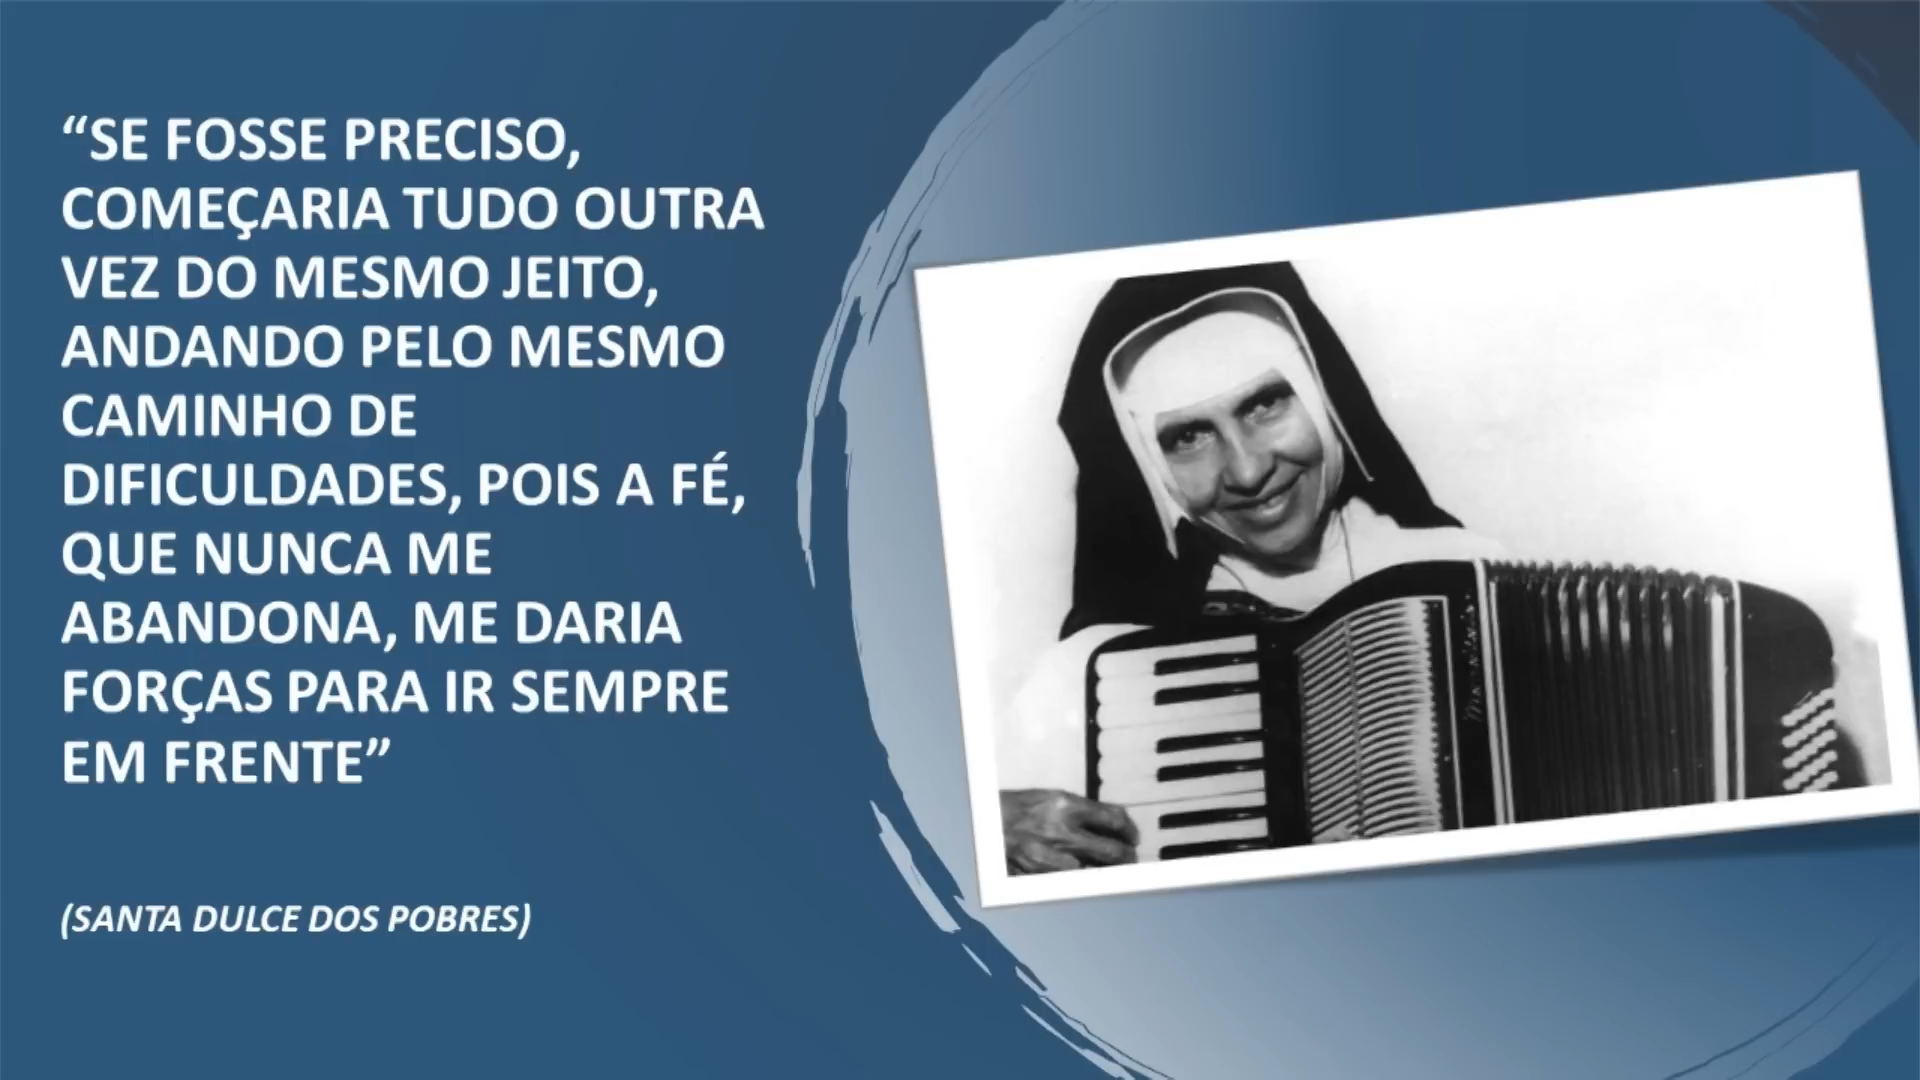 “SE FOSSE PRECISO,
COMEÇARIA TUDO OUTRA
VEZ DO MESMO JEITO,
ANDANDO PELO MESMO
CAMINHO DE
DIFICULDADES, POIS A FÉ,
QUE NUNCA ME
ABANDONA, ME DARIA
FORÇAS PARA IR SEMPRE
EM FRENTE”
(SANTA DULCE DOS POBRES)